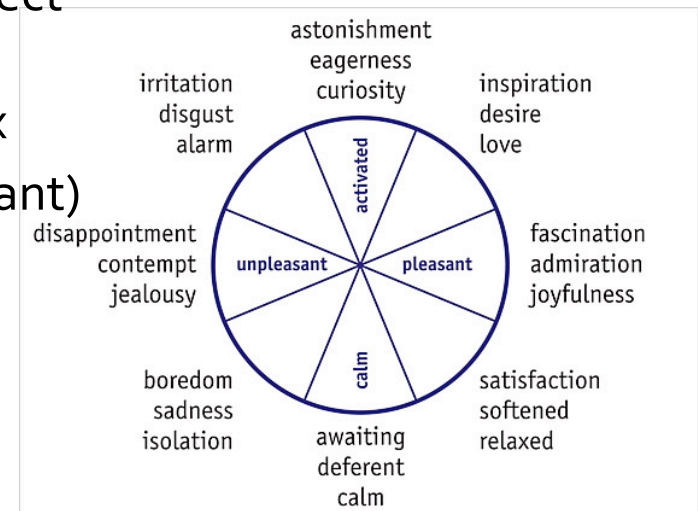 ect
x
ant)
astonishment
eagerness
curiosity
irritation
disgust
alarm
inspiration
desire
love
activated
disappointment
contempt
jealousy
unpleasant
pleasant
fascination
admiration
joyfulness
calm
boredom
sadness
isolation
awaiting
deferent
calm
satisfaction
softened
relaxed